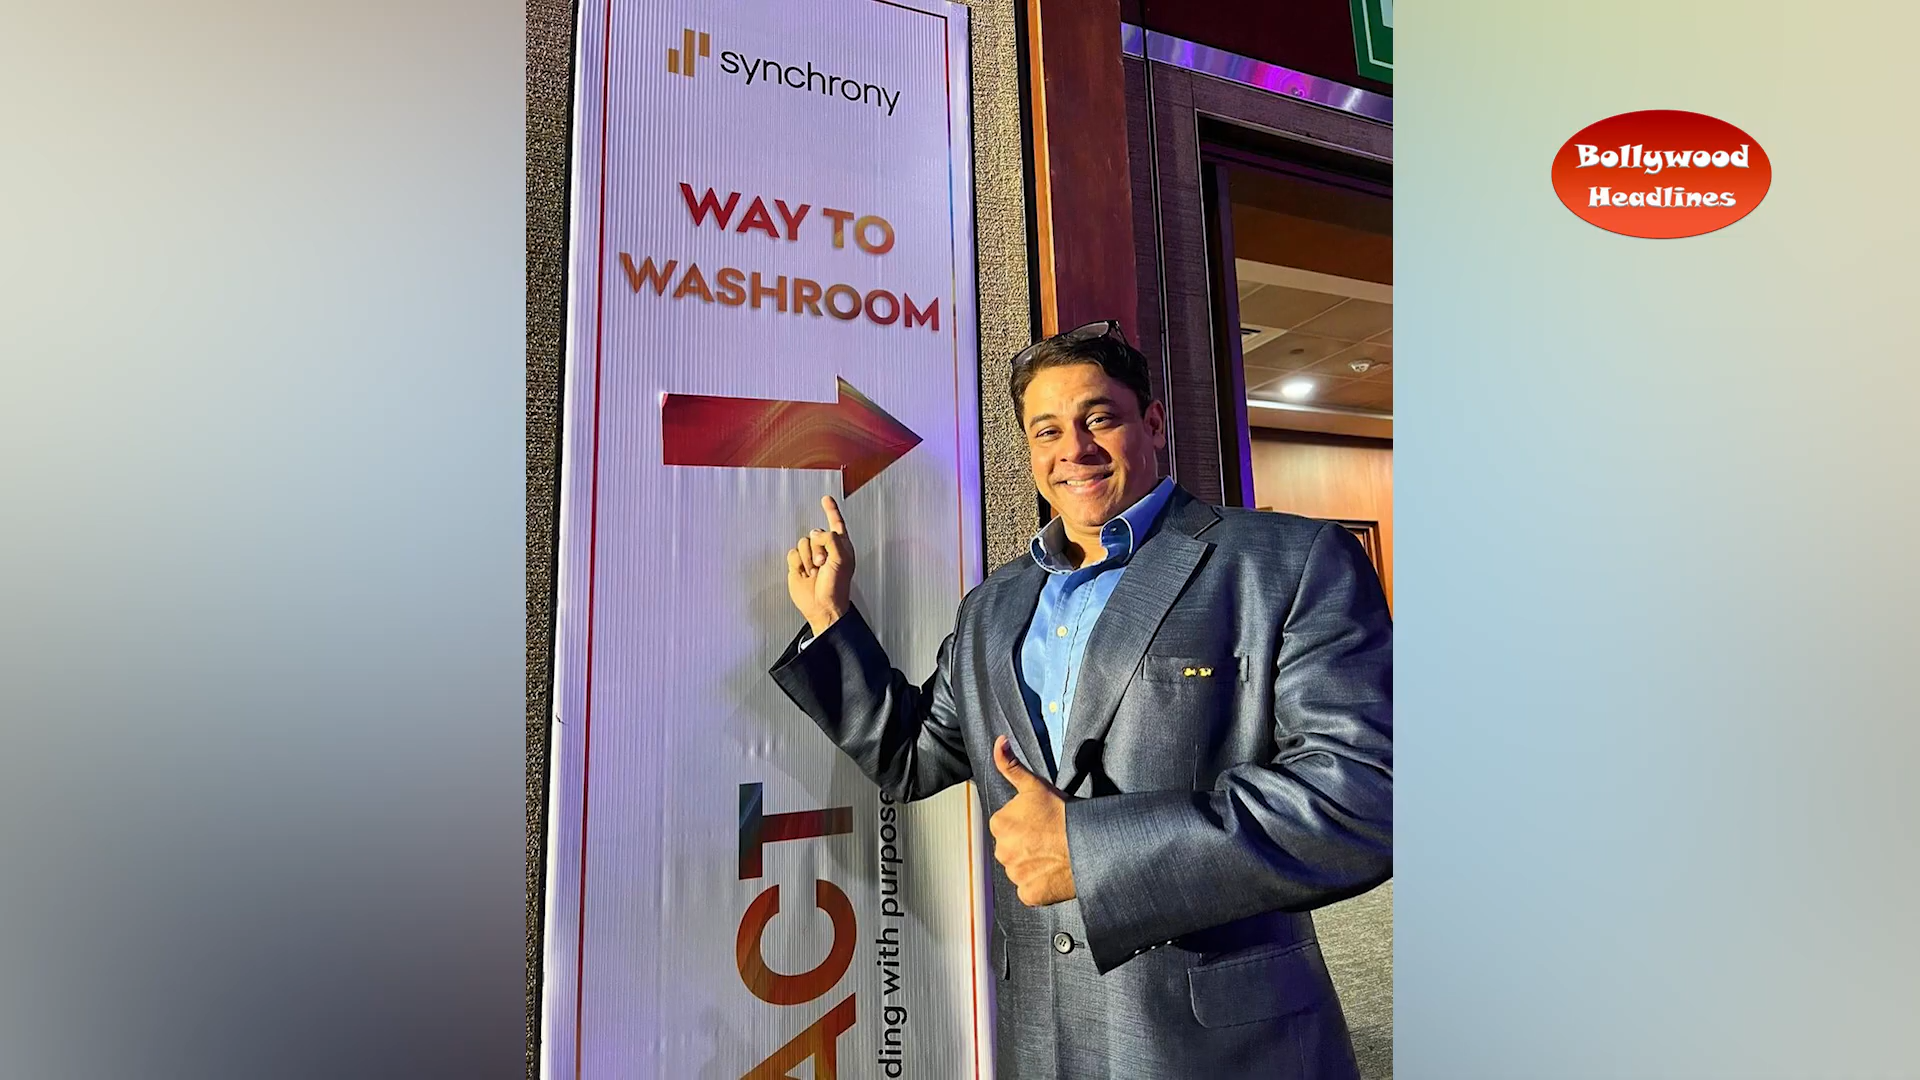 synchrony
WAY TO
WASHROOM
ACT
ding with purpose
Bollywood
Headlines